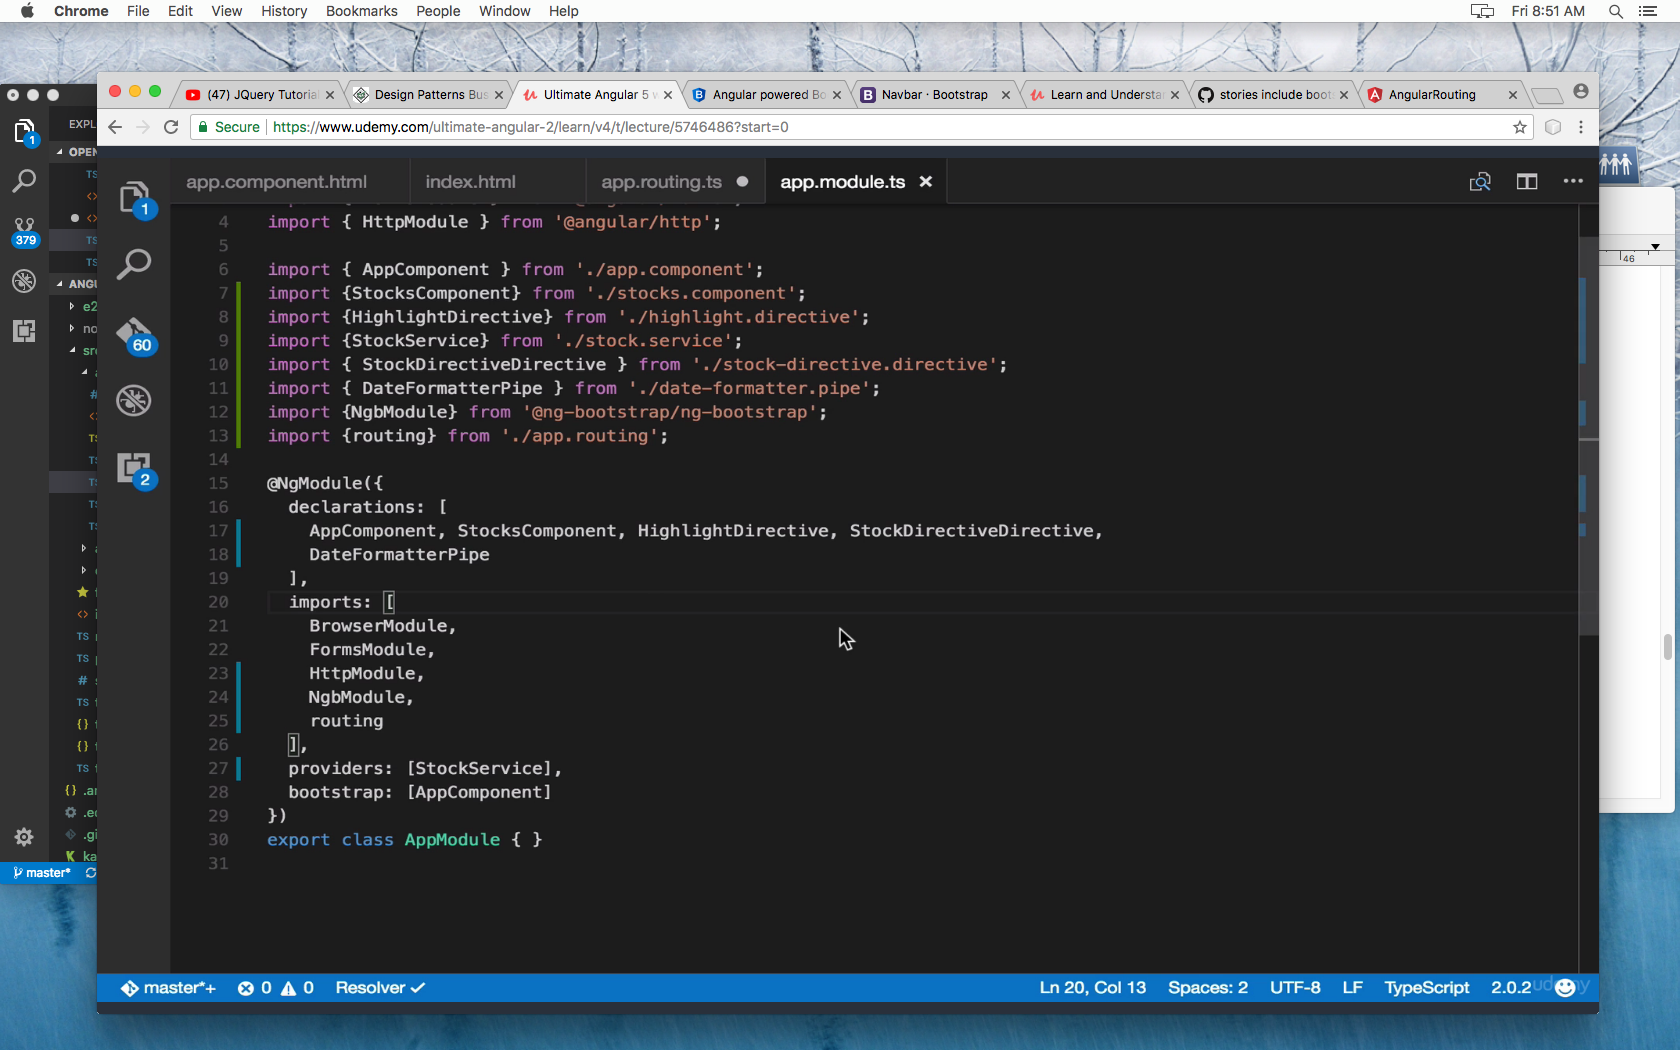 Chrome File Edit View History Bookmarks People Window Help Fri 8:51 AM
(47) JQuery Tutoria Design Patterns Bus Ultimate Angular 5 w Angular powered Bo Navbar · Bootstrap Learn and Understa stories include boot AngularRouting
Secure https://www.udemy.com/ultimate-angular-2/learn/v4/t/lecture/5746486?start=0
EXPL
OPEN
ANGU
1
379
app.component.html index.html app.routing.ts app.module.ts
1
60
2
4 import { HttpModule } from '@angular/http';
5
6 import { AppComponent } from './app.component';
7 import {StocksComponent} from './stocks.component';
8 import {HighlightDirective} from './highlight.directive';
9 import {StockService} from './stock.service';
10 import { StockDirectiveDirective } from './stock-directive.directive';
11 import { DateFormatterPipe } from './date-formatter.pipe';
12 import {NgbModule} from '@ng-bootstrap/ng-bootstrap';
13 import {routing} from './app.routing';
14
15 @NgModule({
16 declarations: [
17 AppComponent, StocksComponent, HighlightDirective, StockDirectiveDirective,
18 DateFormatterPipe
19 ],
20 imports: [
21 BrowserModule,
22 FormsModule,
23 HttpModule,
24 NgbModule,
25 routing
26 ],
27 providers: [StockService],
28 bootstrap: [AppComponent]
29 })
30 export class AppModule { }
31
46
master*
master*+ 0 0 Resolver Ln 20, Col 13 Spaces: 2 UTF-8 LF TypeScript 2.0.2